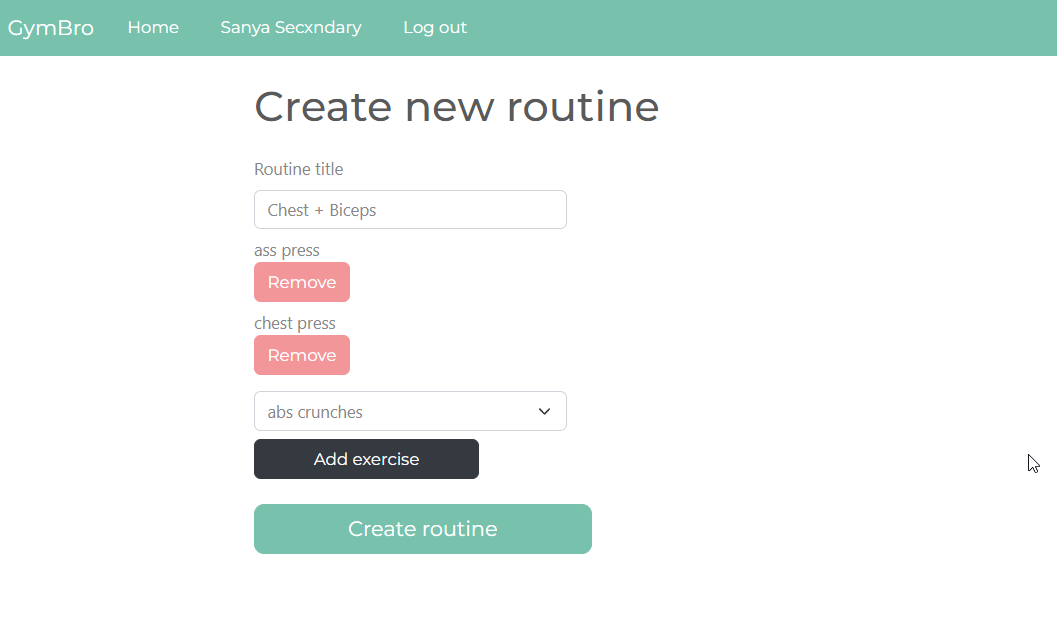 GymBro Home Sanya Secxndary Log out
Create new routine
Routine title
Chest + Biceps
ass press
Remove
chest press
Remove
abs crunches
Add exercise
Create routine